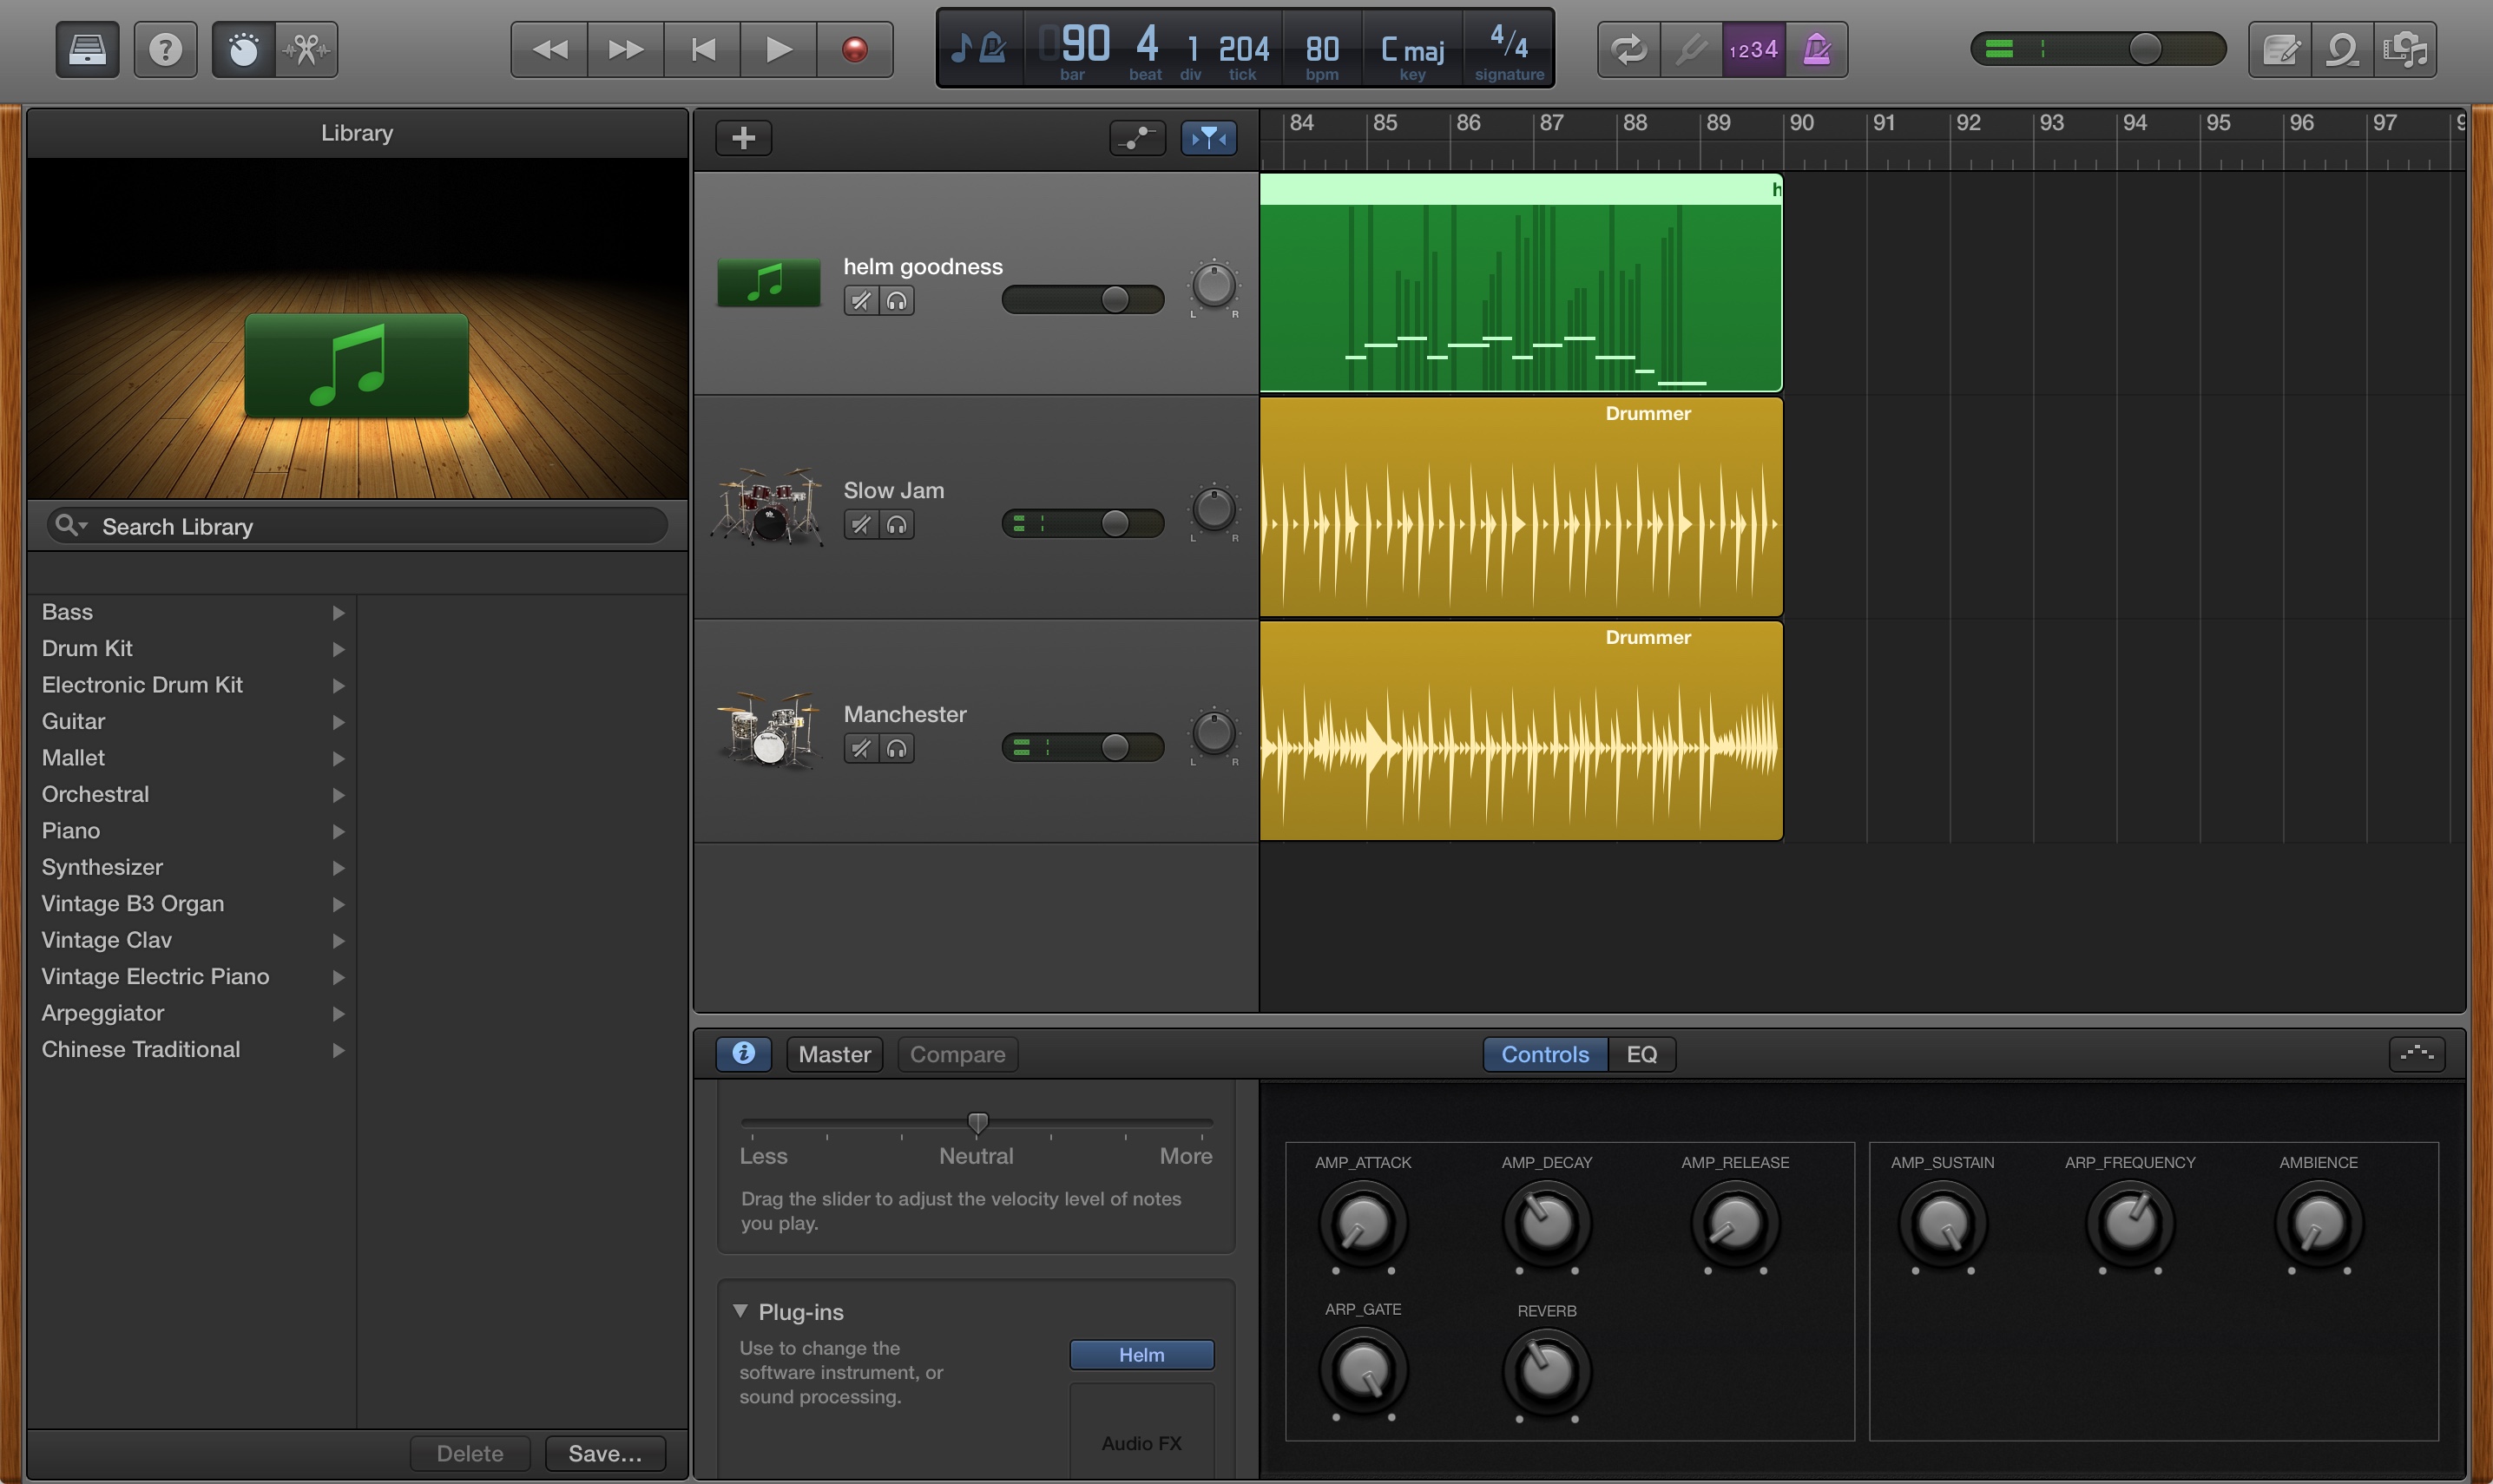 90 4 1 204 80 C maj 4/4
bar beat div tick bpm key signature
1234
Library
84 85 86 87 88 89 90 91 92 93 94 95 96 97
Search Library
Bass
Drum Kit
Electronic Drum Kit
Guitar
Mallet
Orchestral
Piano
Synthesizer
Vintage B3 Organ
Vintage Clav
Vintage Electric Piano
Arpeggiator
Chinese Traditional
Delete
Save...
helm goodness
L R
h
Slow Jam
L R
Drummer
Manchester
L R
Drummer
Master
Compare
Controls
EQ
Less
Neutral
More
Drag the slider to adjust the velocity level of notes
you play.
Plug-ins
Use to change the
software instrument, or
sound processing.
Helm
Audio FX
AMP_ATTACK
AMP_DECAY
AMP_RELEASE
AMP_SUSTAIN
ARP_FREQUENCY
AMBIENCE
ARP_GATE
REVERB